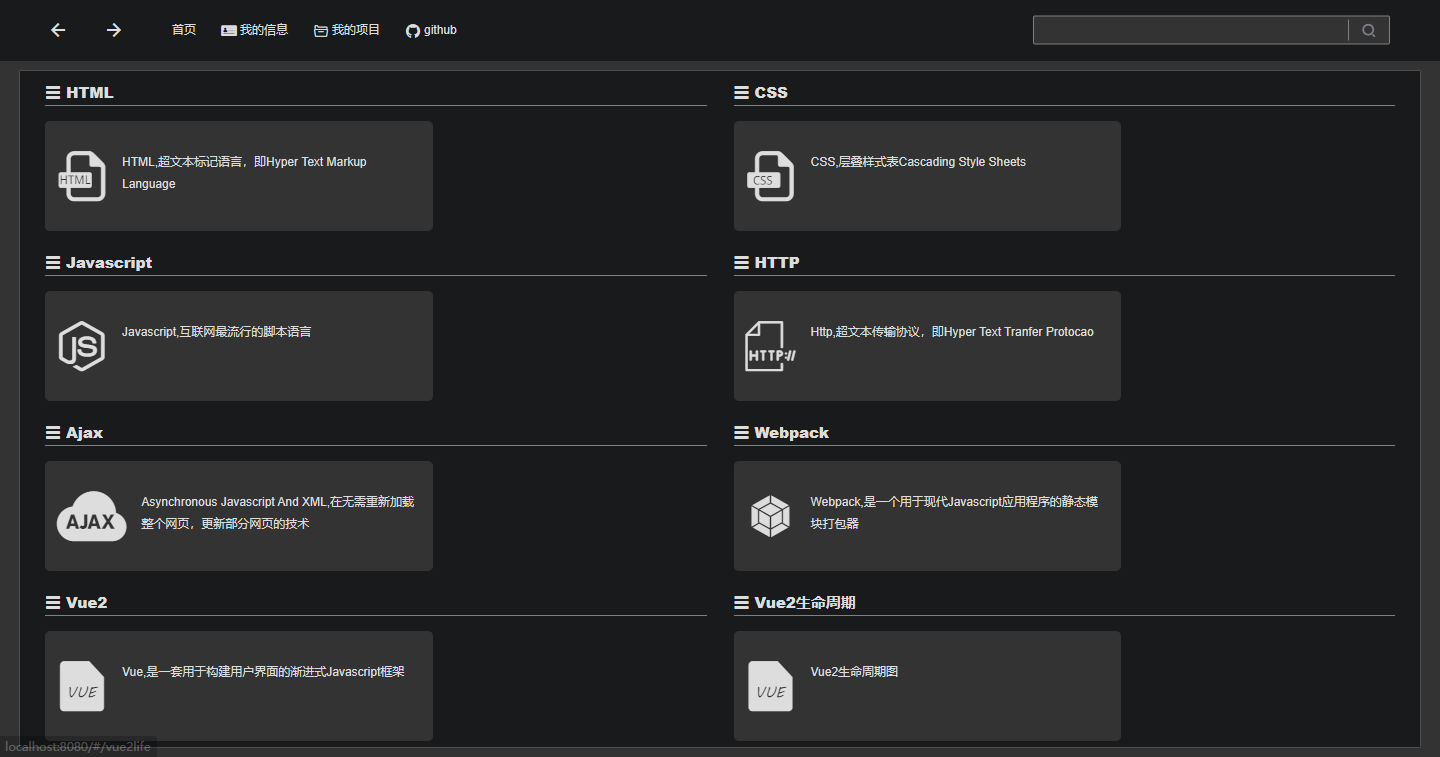 首页 我的信息 我的项目 github
HTML
HTML
HTML,超文本标记语言，即Hyper Text Markup
Language
CSS
CSS
CSS,层叠样式表Cascading Style Sheets
Javascript
JS
Javascript,互联网最流行的脚本语言
HTTP
HTTP://
Http,超文本传输协议，即Hyper Text Tranfer Protocao
Ajax
AJAX
Asynchronous Javascript And XML,在无需重新加载
整个网页，更新部分网页的技术
Webpack
Webpack,是一个用于现代Javascript应用程序的静态模
块打包器
Vue2
VUE
Vue,是一套用于构建用户界面的渐进式Javascript框架
Vue2生命周期
VUE
Vue2生命周期图
localhost:8080/#/vue2life